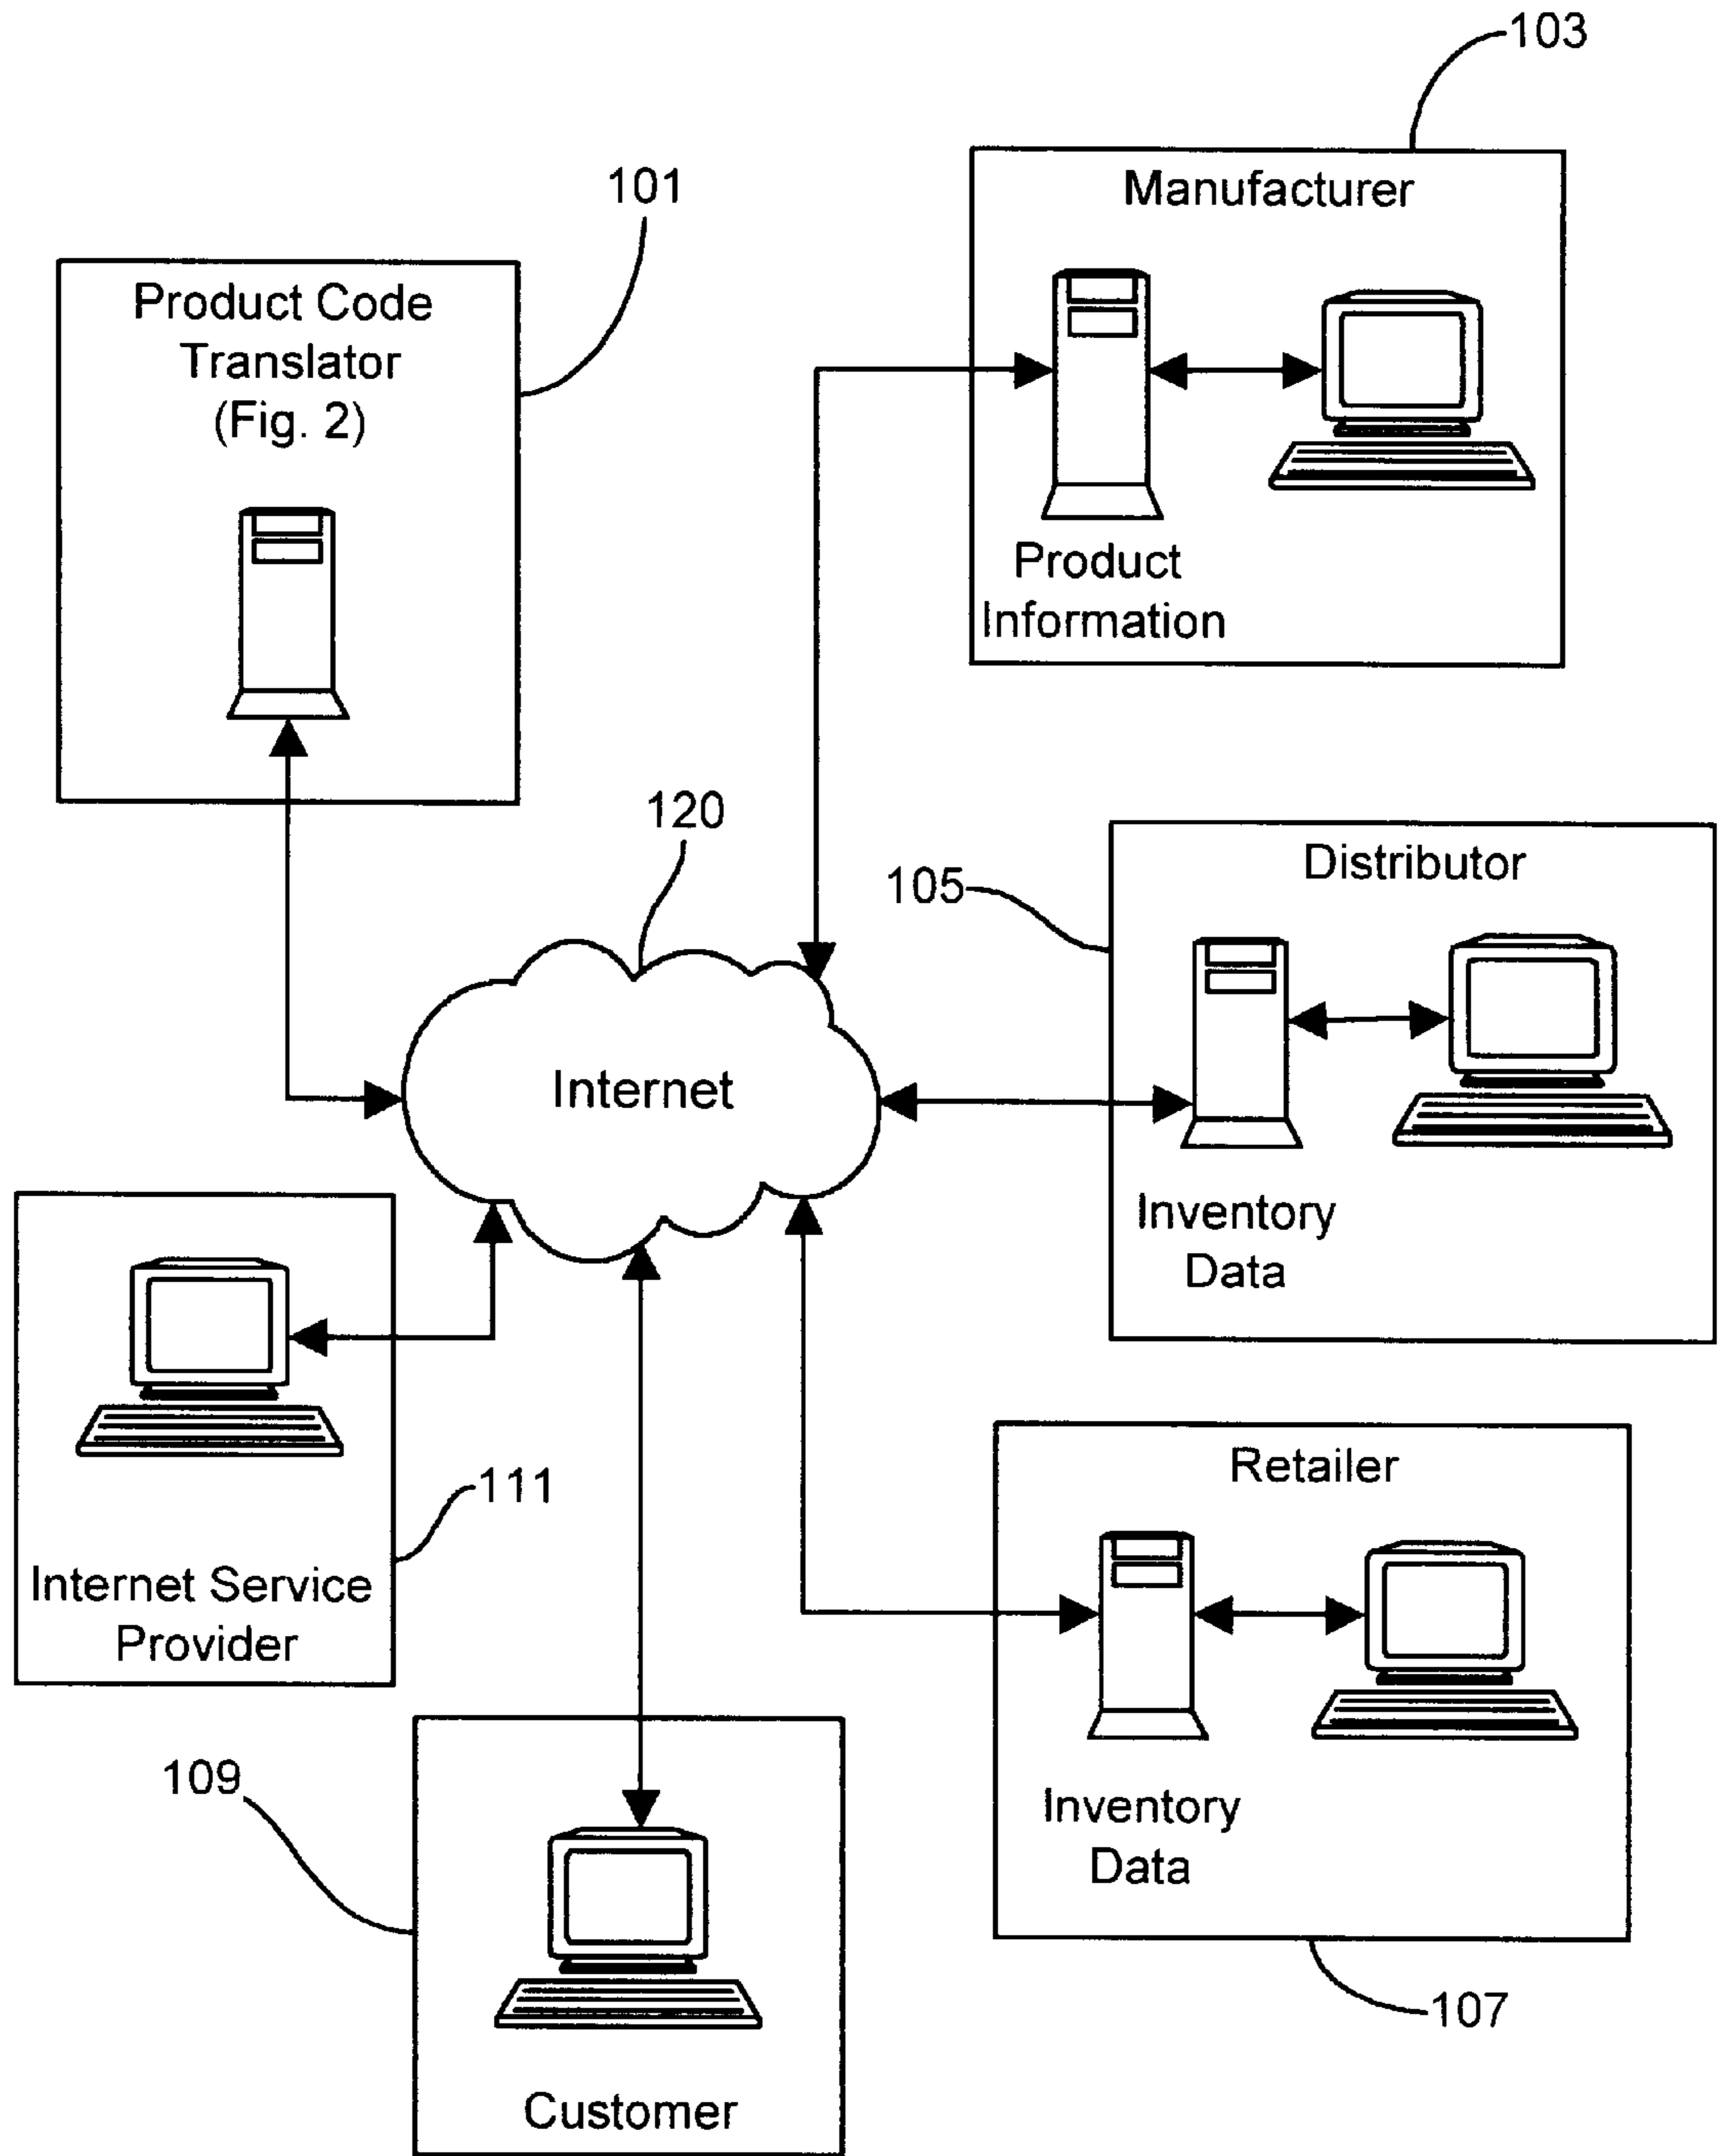 103
Manufacturer
101
Product Code
Translator
(Fig. 2)
Product
Information
120
Distributor
105
Internet
Inventory
Data
Retailer
111
Internet Service
Provider
109
Inventory
Data
107
Customer